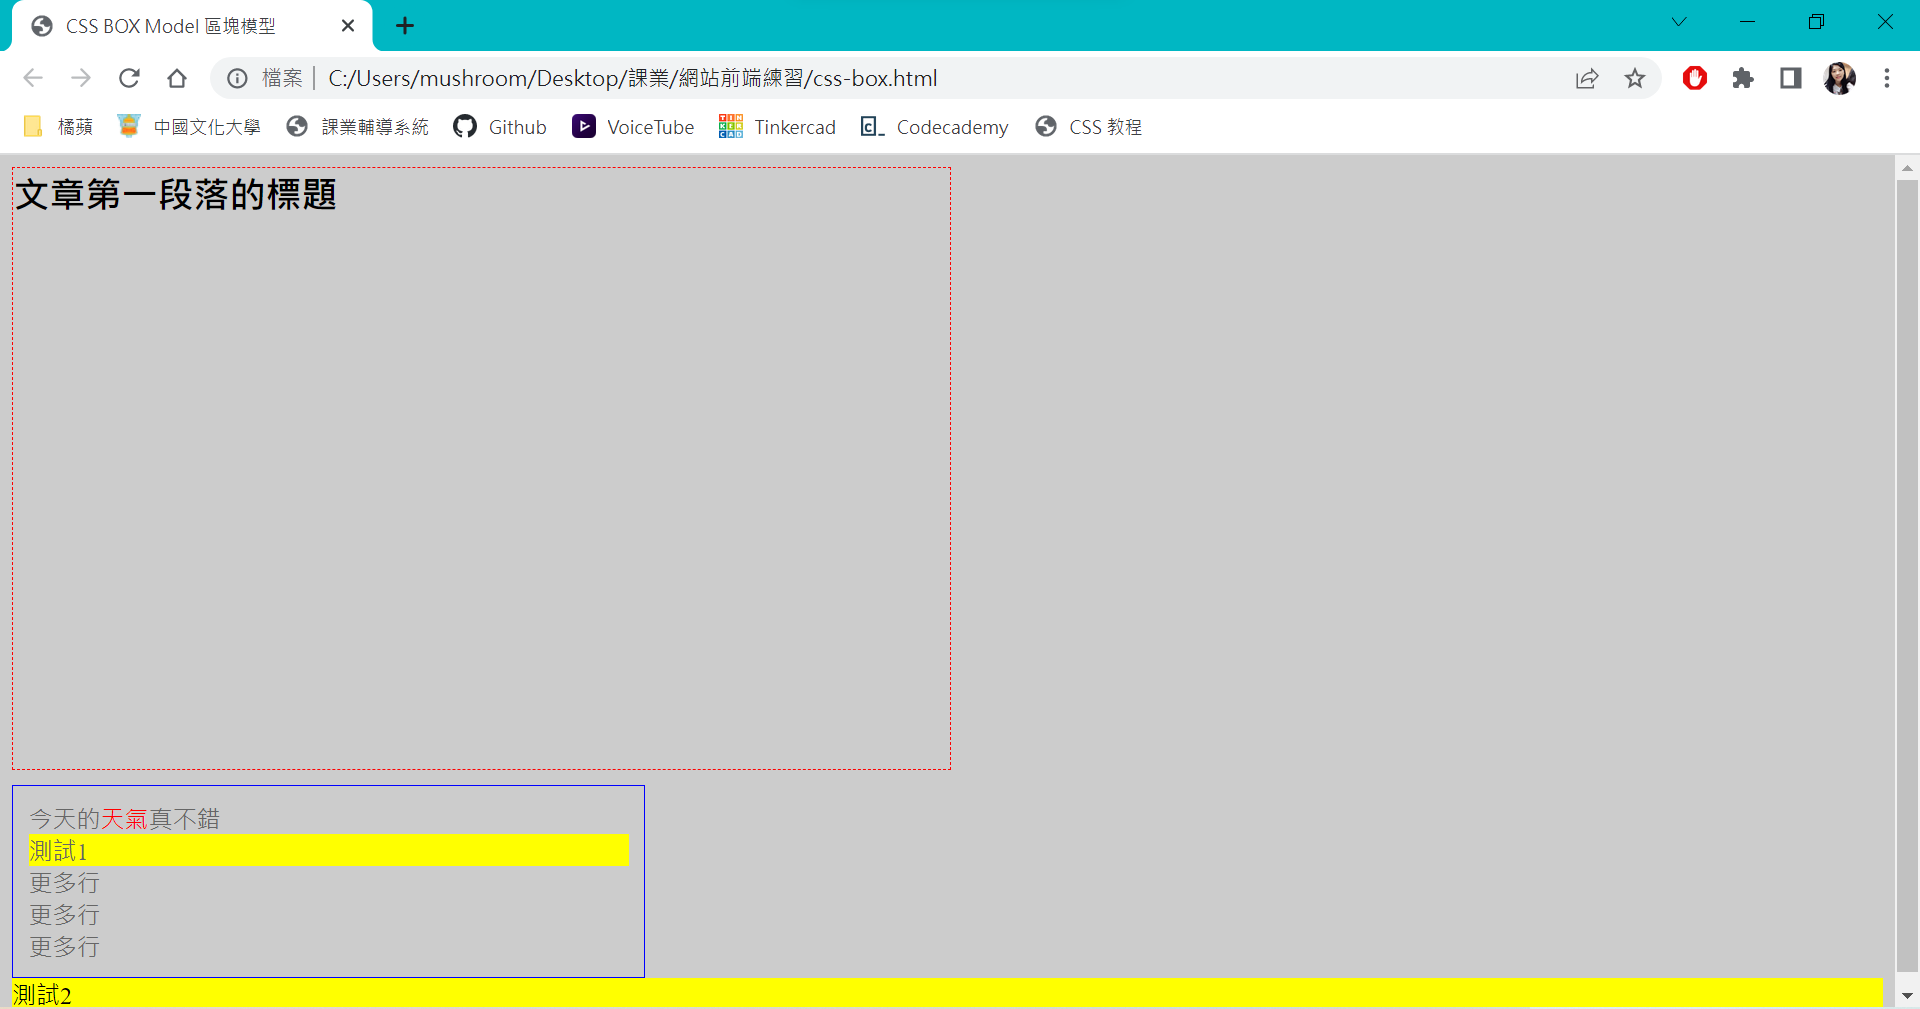 CSS BOX Model 區塊模型
檔案 | C:/Users/mushroom/Desktop/課業/網站前端練習/css-box.html
橘蘋 中國文化大學 課業輔導系統 Github VoiceTube Tinkercad Codecademy CSS 教程
文章第一段落的標題
今天的天氣真不錯
測試1
更多行
更多行
更多行
測試2